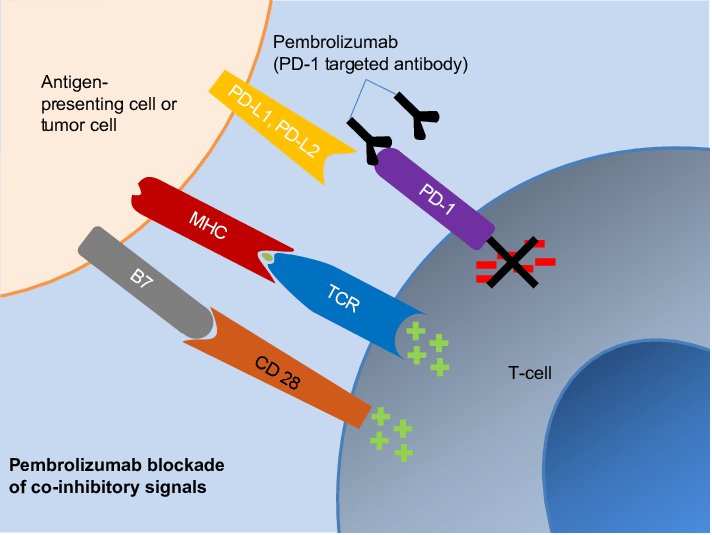 Pembrolizumab
(PD-1 targeted antibody)
Antigen-
presenting cell or
tumor cell
PD-L1, PD-L2
PD-1
MHC
B7
TCR
CD 28
T-cell
Pembrolizumab blockade
of co-inhibitory signals